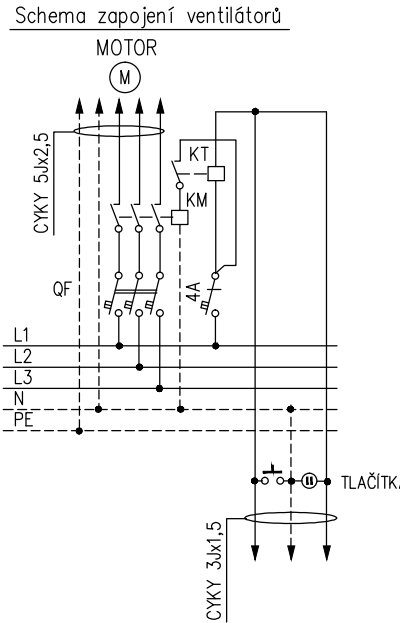 Schema zapojení ventilátorů
MOTOR
M
CYKY 5Jx2,5
KT
KM
QF
4A
L1
L2
L3
N
PE
TLAČÍTK
CYKY 3Jx1,5